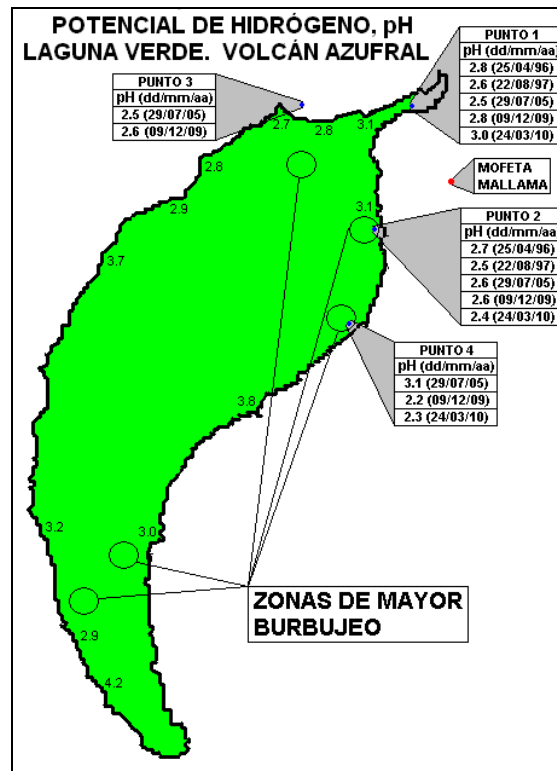 POTENCIAL DE HIDRÓGENO, pH
LAGUNA VERDE. VOLCÁN AZUFRAL
PUNTO 1
pH (dd/mm/aa)
2.8 (25/04/96)
2.6 (22/08/97)
2.5 (29/07/05)
2.8 (09/12/09)
3.0 (24/03/10)
PUNTO 3
pH (dd/mm/aa)
2.5 (29/07/05)
2.6 (09/12/09)
2.7
2.8
3.1
2.8
2.9
3.7
3.1
MOFETA
MALLAMA
PUNTO 2
pH (dd/mm/aa)
2.7 (25/04/96)
2.5 (22/08/97)
2.6 (29/07/05)
2.6 (09/12/09)
2.4 (24/03/10)
PUNTO 4
pH (dd/mm/aa)
3.1 (29/07/05)
2.2 (09/12/09)
2.3 (24/03/10)
3.8
3.2
3.0
2.9
4.2
ZONAS DE MAYOR
BURBUJEO